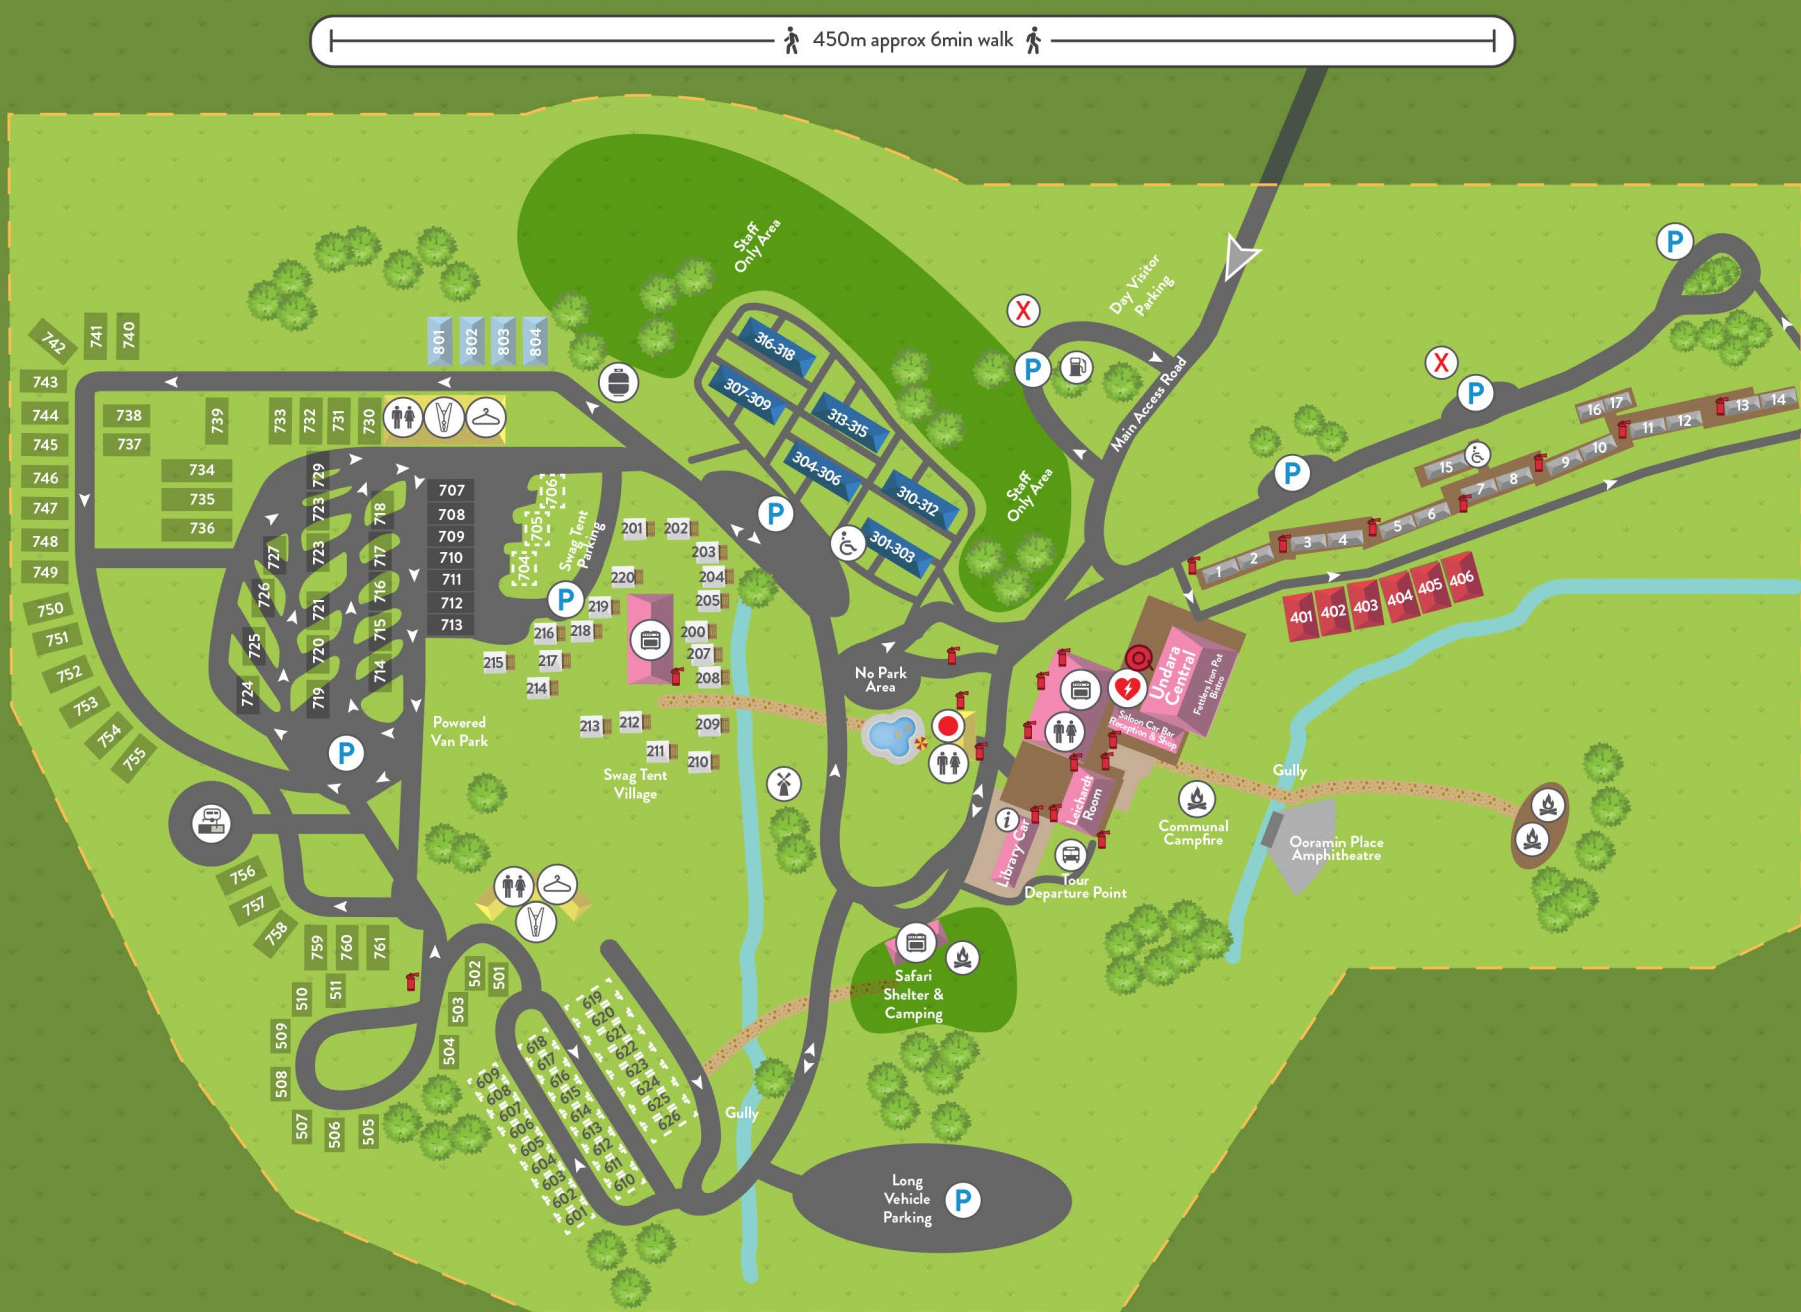 450m approx 6min walk
Staff
Only Area
Day Visitor
Parking
X
P
Main Access Road
P
X
P
P
742
741
740
801
802
803
804
743
744
745
746
747
748
749
750
751
752
753
754
755
738
737
739
733
732
731
730
734
735
736
729
723
723
721
720
719
718
717
716
715
714
727
726
725
724
707
708
709
710
711
712
713
706
705
704
Swag Tent
Parking
P
P
316-318
307-309
313-315
304-306
310-312
301-303
Staff
Only Area
P
201
202
203
204
205
220
219
218
216
217
215
214
200
207
208
209
213
212
211
210
Swag Tent
Village
Powered
Van Park
No Park
Area
1
2
3
4
5
6
7
8
9
10
11
12
13
14
15
16
17
401
402
403
404
405
406
Undara
Central
Fettlers Iron Pot
Bistro
Saloon Car Bar
Reception & Shop
Leichardt
Room
i
Library Car
Tour
Departure Point
Communal
Campfire
Gully
Ooramin Place
Amphitheatre
756
757
758
759
760
761
501
502
503
504
505
506
507
508
509
510
511
Safari
Shelter &
Camping
619
620
621
622
623
624
625
626
618
617
616
615
614
613
612
611
610
609
608
607
606
605
604
603
602
601
Gully
Long
Vehicle
Parking
P